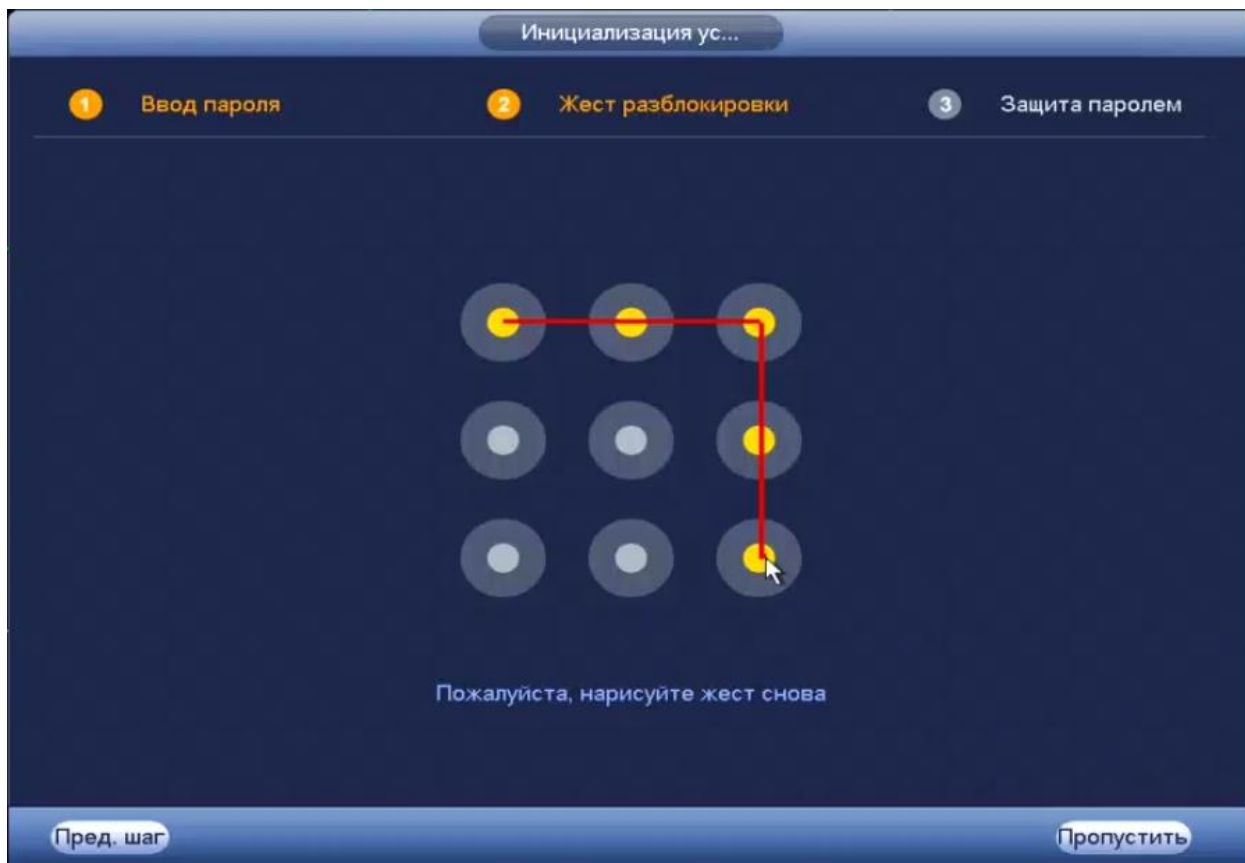 Инициализация ус...
1 Ввод пароля 2 Жест разблокировки 3 Защита паролем
Пожалуйста, нарисуйте жест снова
Пред. шаг Пропустить